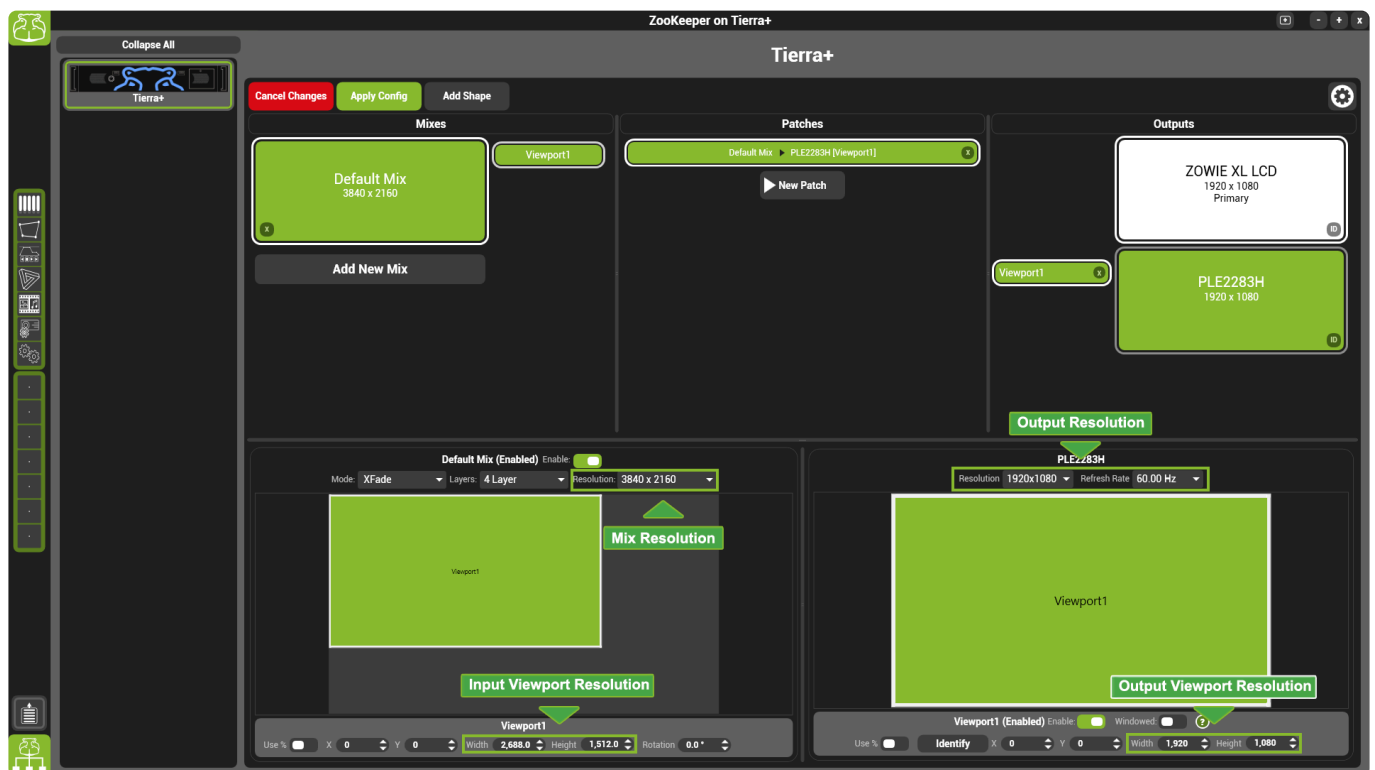 ZooKeeper on Tierra+
- + x
Collapse All
Tierra+
Tierra+
Cancel Changes Apply Config Add Shape
Mixes Patches Outputs
Default Mix
3840 x 2160
X
Viewport1
Add New Mix
Default Mix ▶ PLE2283H [Viewport1] X
New Patch
ZOWIE XL LCD
1920 x 1080
Primary
ID
Viewport1 X
PLE2283H
1920 x 1080
ID
Output Resolution
Default Mix (Enabled) Enable:
Mode: XFade Layers: 4 Layer Resolution: 3840 x 2160
Mix Resolution
Viewport1
Input Viewport Resolution
Viewport1
Use % X 0 Y 0 Width 2,688.0 Height 1,512.0 Rotation 0.0 °
PLE2283H
Resolution 1920x1080 Refresh Rate 60.00 Hz
Viewport1
Output Viewport Resolution
Viewport1 (Enabled) Enable: Windowed: ?
Use % Identify X 0 Y 0 Width 1,920 Height 1,080